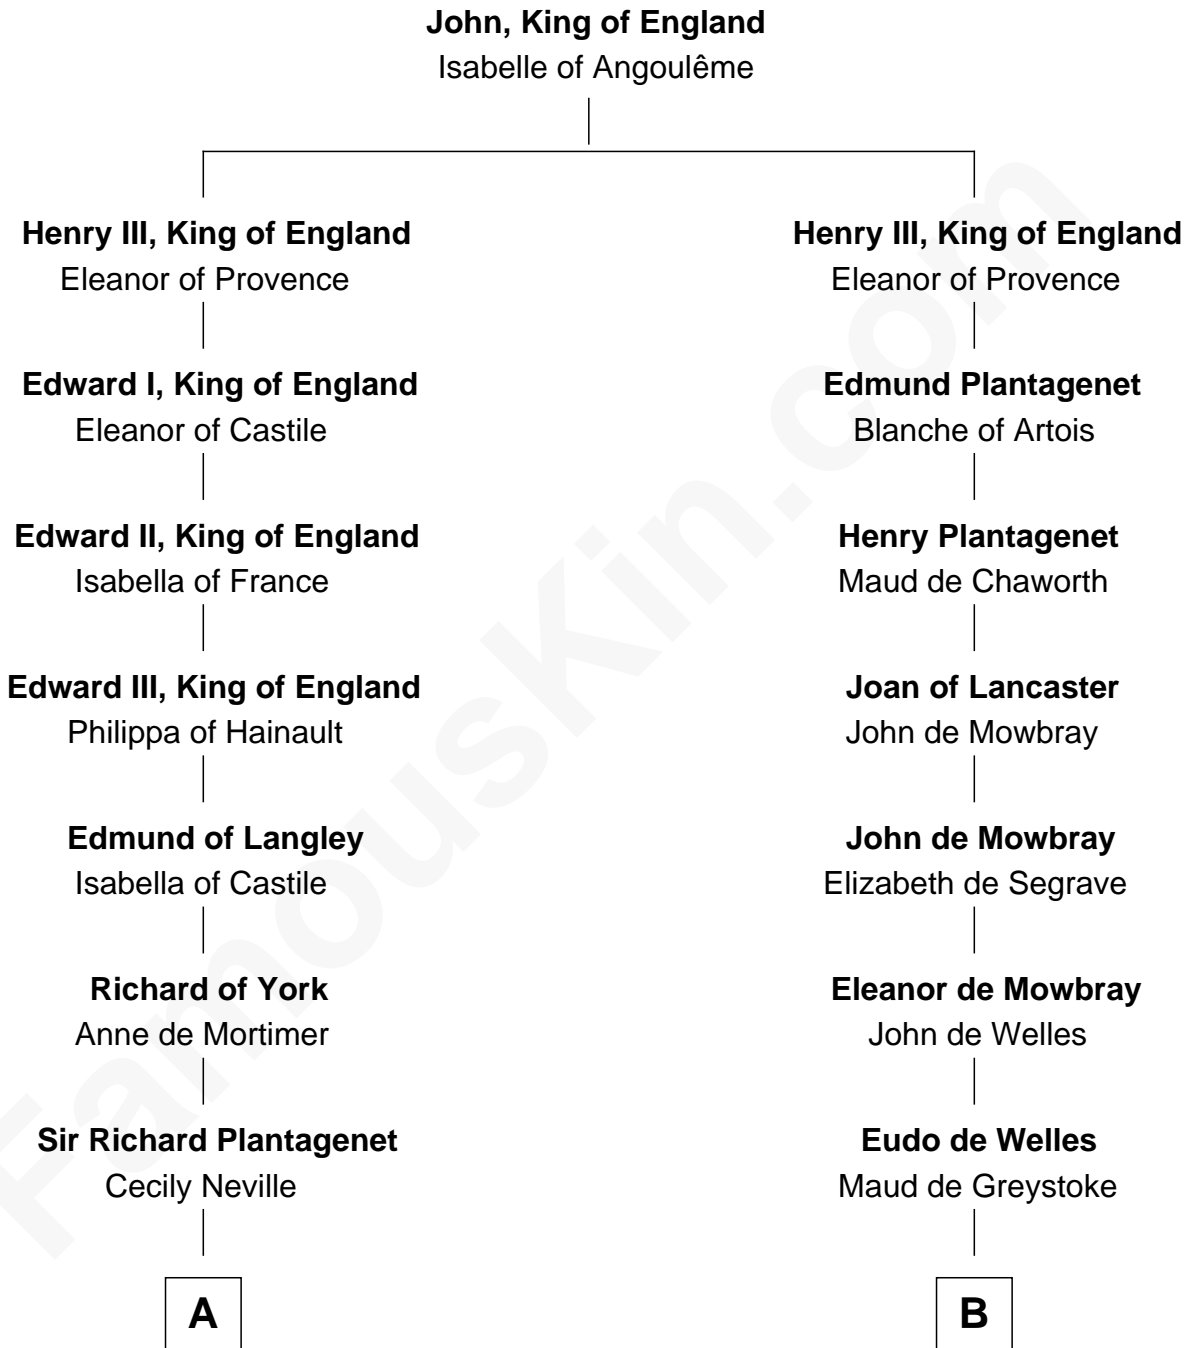 John, King of England
Isabelle of Angoulême
Henry III, King of England
Eleanor of Provence
Edward I, King of England
Eleanor of Castile
Edward II, King of England
Isabella of France
Edward III, King of England
Philippa of Hainault
Edmund of Langley
Isabella of Castile
Richard of York
Anne de Mortimer
Sir Richard Plantagenet
Cecily Neville
A
Henry III, King of England
Eleanor of Provence
Edmund Plantagenet
Blanche of Artois
Henry Plantagenet
Maud de Chaworth
Joan of Lancaster
John de Mowbray
John de Mowbray
Elizabeth de Segrave
Eleanor de Mowbray
John de Welles
Eudo de Welles
Maud de Greystoke
B
FamousKin.com